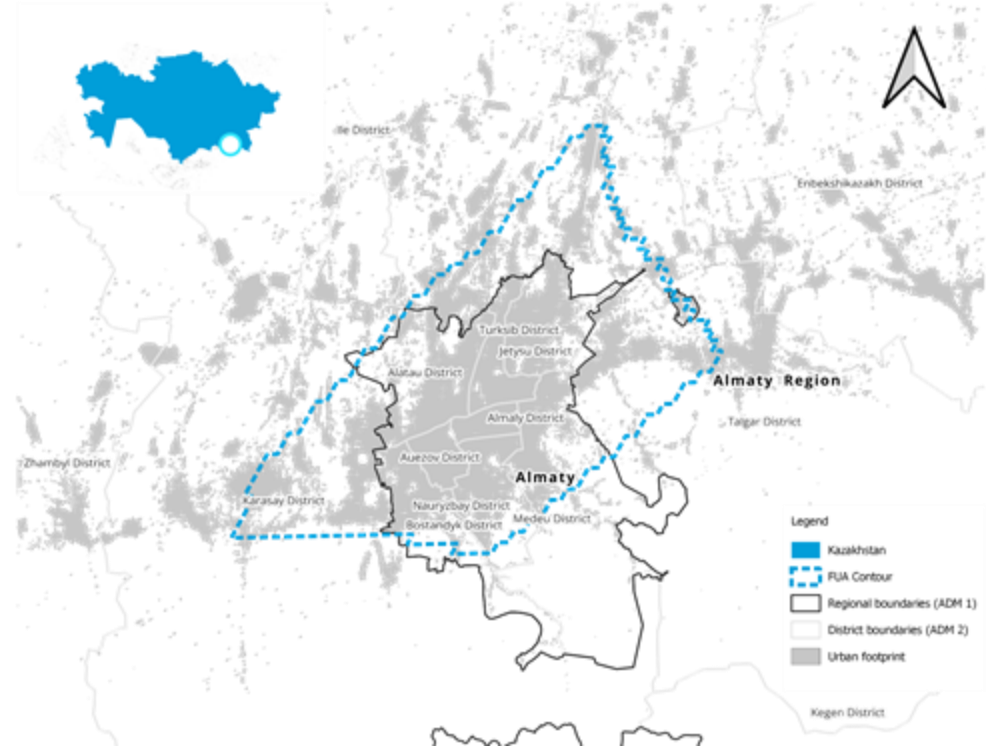 Ile District
Enbekshikazakh District
Turksib District
Jetysu District
Alatau District
Almaty Region
Almaly District
Talgar District
Auezov District
Zhambyl District
Almaty
Karasay District
Nauryzbay District
Medeu District
Bostandyk District
Legend
Kazakhstan
FUA Contour
Regional boundaries (ADM 1)
District boundaries (ADM 2)
Urban footprint
Kegen District